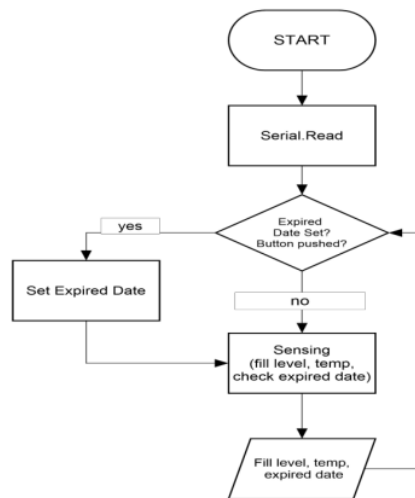 START
Serial.Read
Expired
Date Set?
Button pushed?
yes
Set Expired Date
no
Sensing
(fill level, temp,
check expired date)
Fill level, temp,
expired date